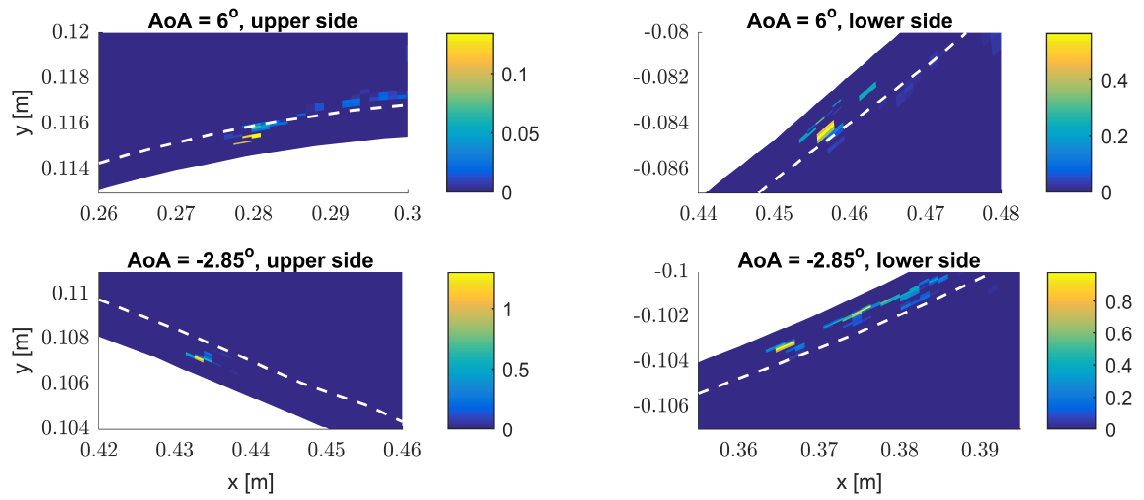 AoA = 6°, upper side
0.12
0.118
0.116
0.114
y [m]
0.26 0.27 0.28 0.29 0.3
0.1
0.05
0
AoA = 6°, lower side
-0.08
-0.082
-0.084
-0.086
0.44 0.45 0.46 0.47 0.48
0.4
0.2
0
AoA = -2.85°, upper side
0.11
0.108
0.106
0.104
y [m]
0.42 0.43 0.44 0.45 0.46
x [m]
1
0.5
0
AoA = -2.85°, lower side
-0.1
-0.102
-0.104
-0.106
0.36 0.37 0.38 0.39
x [m]
0.8
0.6
0.4
0.2
0